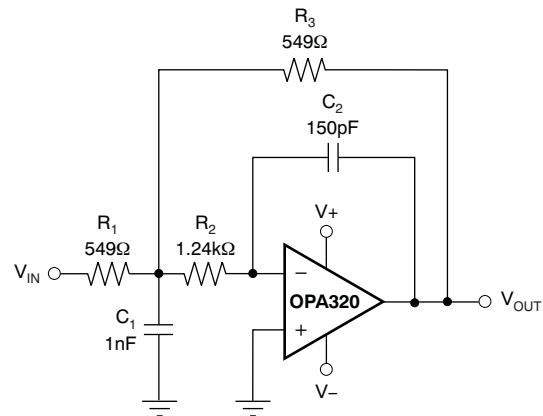 R3
549Ω
C2
150pF
R1
549Ω
R2
1.24kΩ
V+
VIN
−
OPA320
+
VOUT
C1
1nF
V−